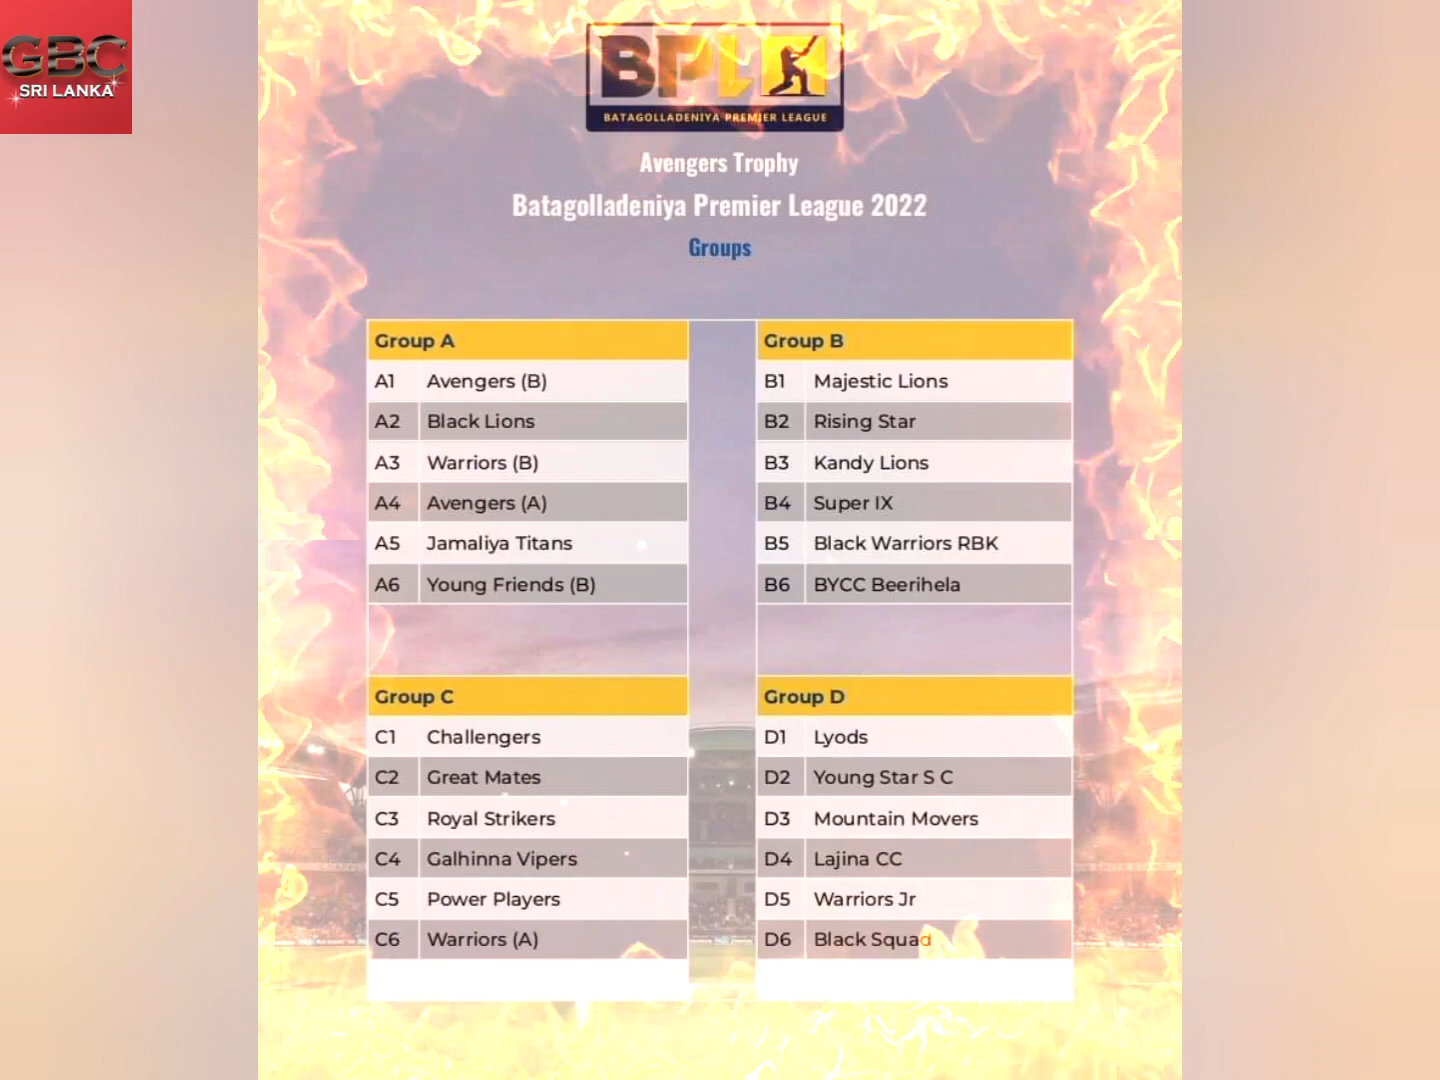 GBC
SRI LANKA
BPL
BATAGOLLADENIYA PREMIER LEAGUE
Avengers Trophy
Batagolladeniya Premier League 2022
Groups
Group A
A1 Avengers (B)
A2 Black Lions
A3 Warriors (B)
A4 Avengers (A)
A5 Jamaliya Titans
A6 Young Friends (B)
Group B
B1 Majestic Lions
B2 Rising Star
B3 Kandy Lions
B4 Super IX
B5 Black Warriors RBK
B6 BYCC Beerihela
Group C
C1 Challengers
C2 Great Mates
C3 Royal Strikers
C4 Galhinna Vipers
C5 Power Players
C6 Warriors (A)
Group D
D1 Lyods
D2 Young Star S C
D3 Mountain Movers
D4 Lajina CC
D5 Warriors Jr
D6 Black Squad